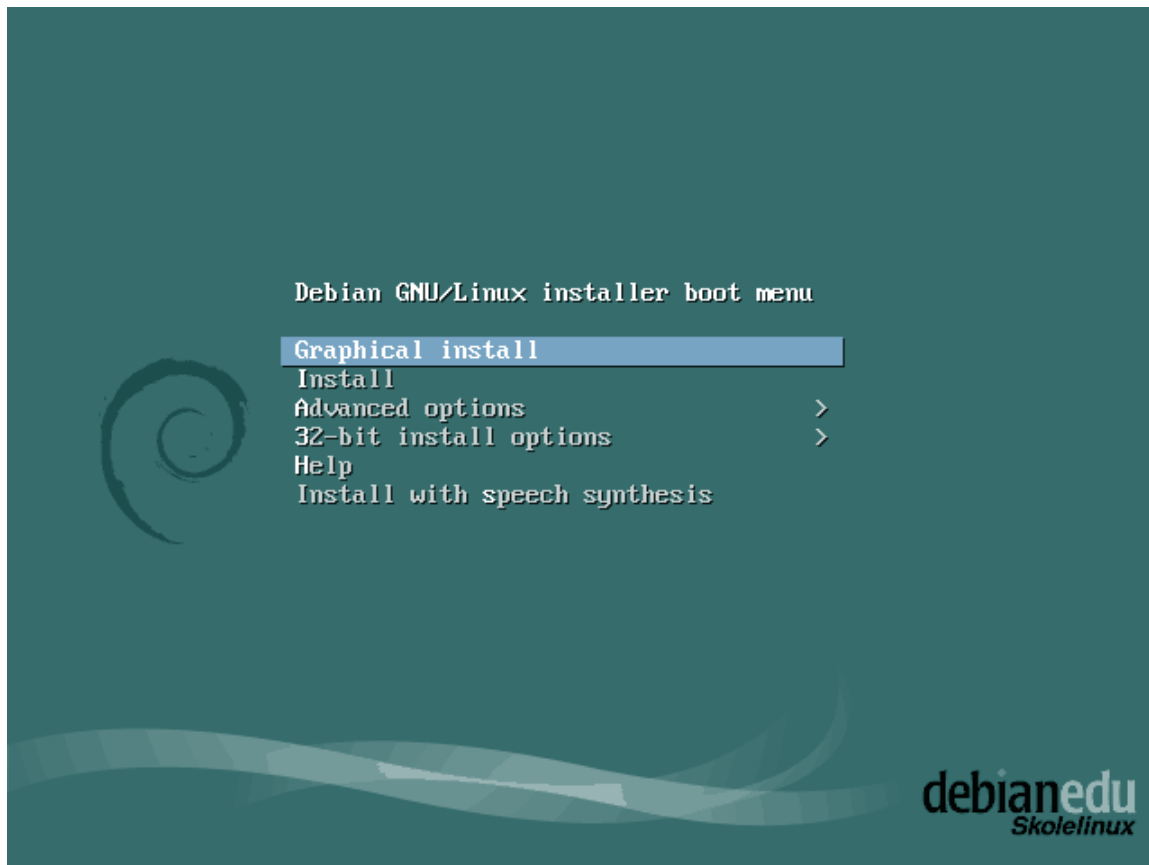 Debian GNU/Linux installer boot menu
Graphical install
Install
Advanced options >
32-bit install options >
Help
Install with speech synthesis
debianedu
Skolelinux